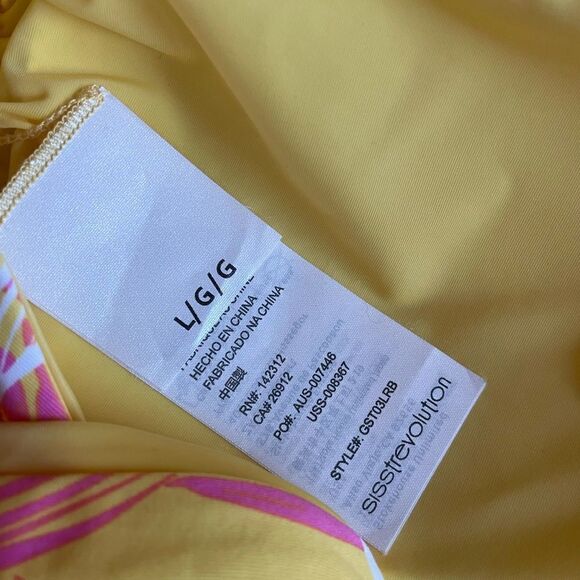 L/G/G
HECHO EN CHINA
FABRICADO NA CHINA
中国製
RN#: 142312
CA# 26912
PO#: AUS-007446
USS-008367
STYLE#: GST03LRB
sisstrevolution